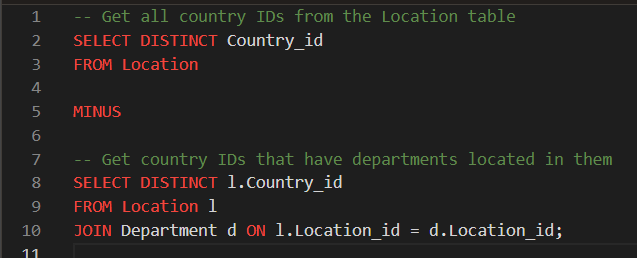 1 -- Get all country IDs from the Location table
2 SELECT DISTINCT Country_id
3 FROM Location
4
5 MINUS
6
7 -- Get country IDs that have departments located in them
8 SELECT DISTINCT l.Country_id
9 FROM Location l
10 JOIN Department d ON l.Location_id = d.Location_id;
11